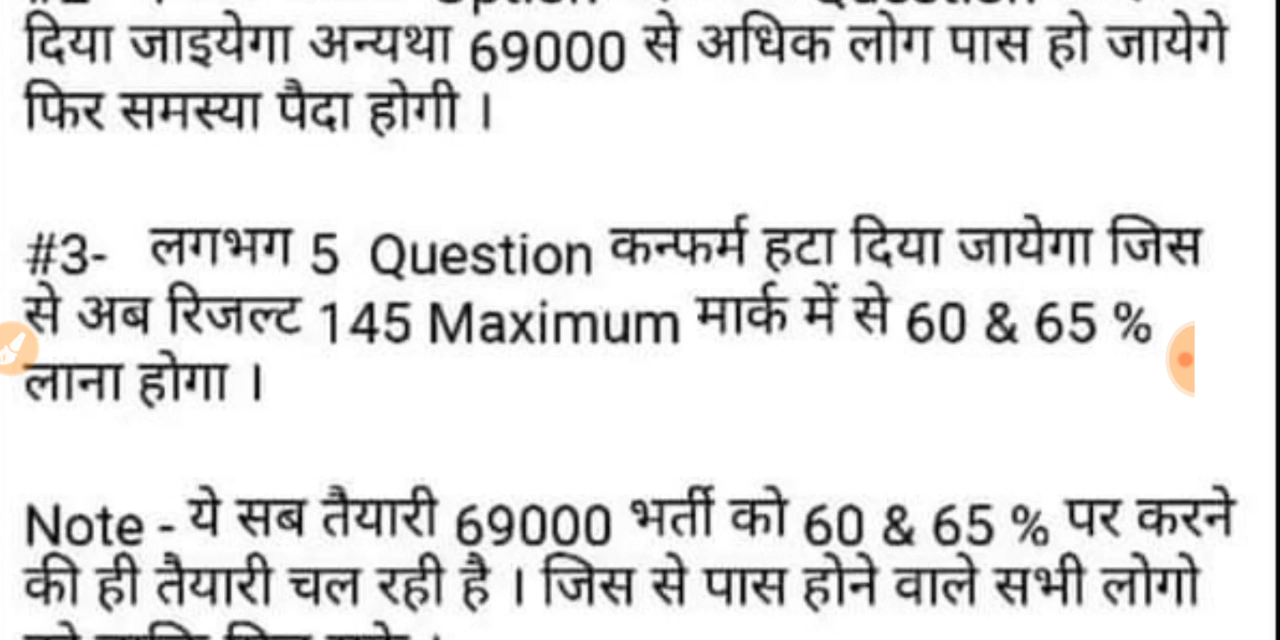 दिया जाइयेगा अन्यथा 69000 से अधिक लोग पास हो जायेगे
फिर समस्या पैदा होगी ।
#3- लगभग 5 Question कन्फर्म हटा दिया जायेगा जिस
से अब रिजल्ट 145 Maximum मार्क में से 60 & 65 %
लाना होगा ।
Note - ये सब तैयारी 69000 भर्ती को 60 & 65 % पर करने
की ही तैयारी चल रही है । जिस से पास होने वाले सभी लोगो